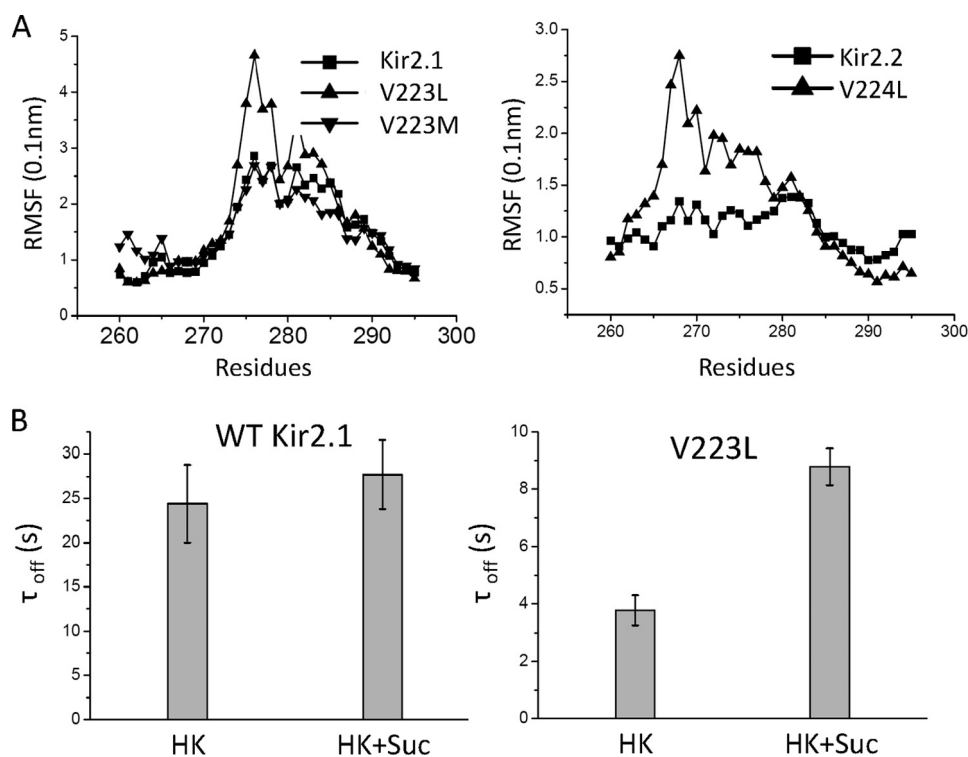 A
5
4
3
2
1
0
RMSF (0.1nm)
Kir2.1
V223L
V223M
260 270 280 290 300
Residues
3.0
2.5
2.0
1.5
1.0
0.5
RMSF (0.1nm)
Kir2.2
V224L
260 270 280 290 300
Residues
B
WT Kir2.1
30
25
20
15
10
5
0
τ off (s)
HK HK+Suc
V223L
10
8
6
4
2
0
τ off (s)
HK HK+Suc